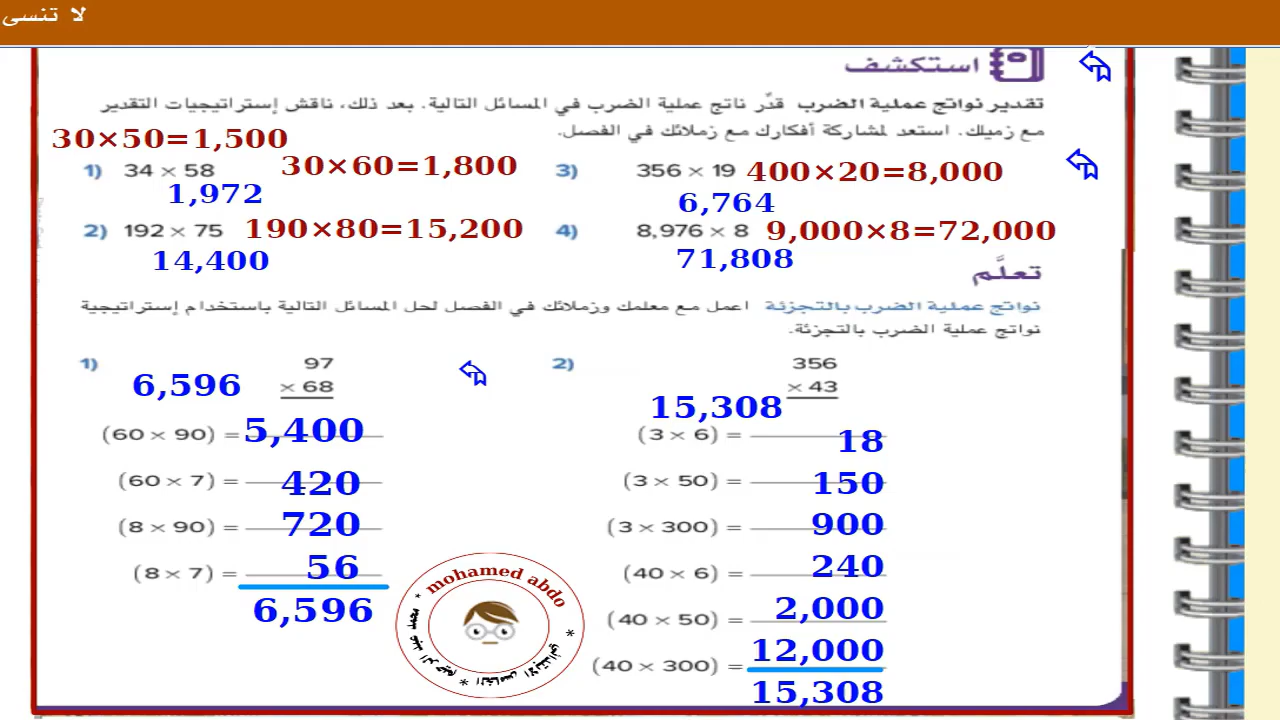 لا تنسى
استكشف
تقدير نواتج عملية الضرب قدِّر ناتج عملية الضرب في المسائل التالية. بعد ذلك، ناقش إستراتيجيات التقدير
مع زميلك. استعد لمشاركة أفكارك مع زملائك في الفصل.
30×50=1,500
1) 34 × 58 30×60=1,800
1,972
3) 356 × 19 400×20=8,000
6,764
2) 192 × 75 190×80=15,200
14,400
4) 8,976 × 8 9,000×8=72,000
71,808
تعلَّم
نواتج عملية الضرب بالتجزئة اعمل مع معلمك وزملائك في الفصل لحل المسائل التالية باستخدام إستراتيجية
نواتج عملية الضرب بالتجزئة.
1) 97
× 68
6,596
(60 × 90) = 5,400
(60 × 7) = 420
(8 × 90) = 720
(8 × 7) = 56
6,596
2) 356
× 43
15,308
(3 × 6) = 18
(3 × 50) = 150
(3 × 300) = 900
(40 × 6) = 240
(40 × 50) = 2,000
(40 × 300) = 12,000
15,308
mohamed abdo